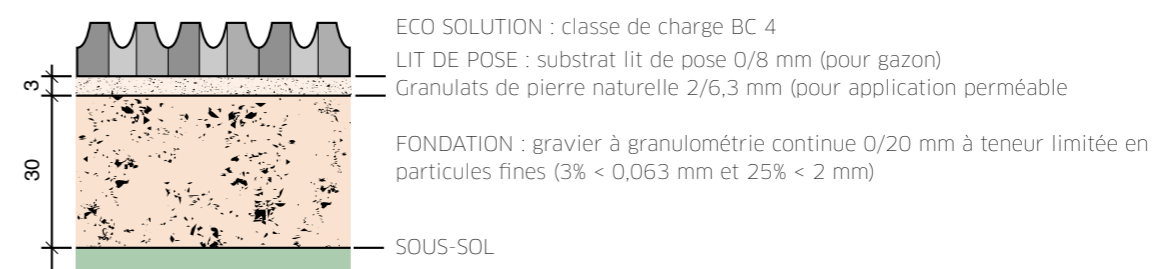 ECO SOLUTION : classe de charge BC 4
LIT DE POSE : substrat lit de pose 0/8 mm (pour gazon)
3
Granulats de pierre naturelle 2/6,3 mm (pour application perméable
FONDATION : gravier à granulométrie continue 0/20 mm à teneur limitée en
30
particules fines (3% < 0,063 mm et 25% < 2 mm)
SOUS-SOL